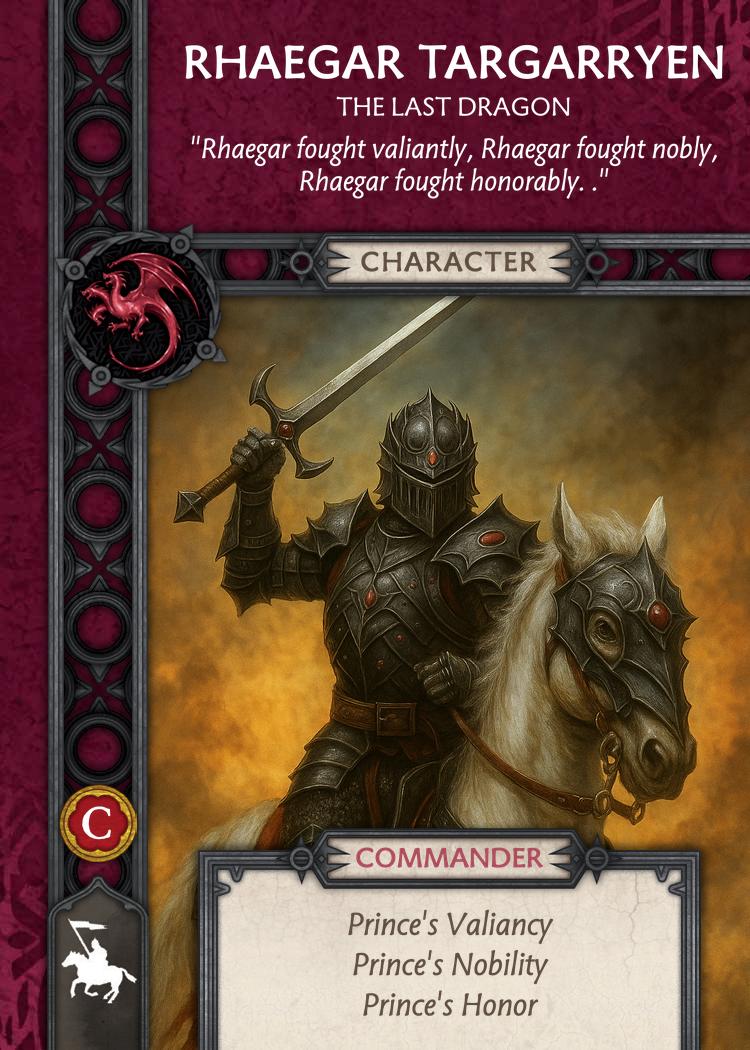 RHAEGAR TARGARRYEN
THE LAST DRAGON
"Rhaegar fought valiantly, Rhaegar fought nobly,
Rhaegar fought honorably. ."
CHARACTER
C
COMMANDER
Prince's Valiancy
Prince's Nobility
Prince's Honor